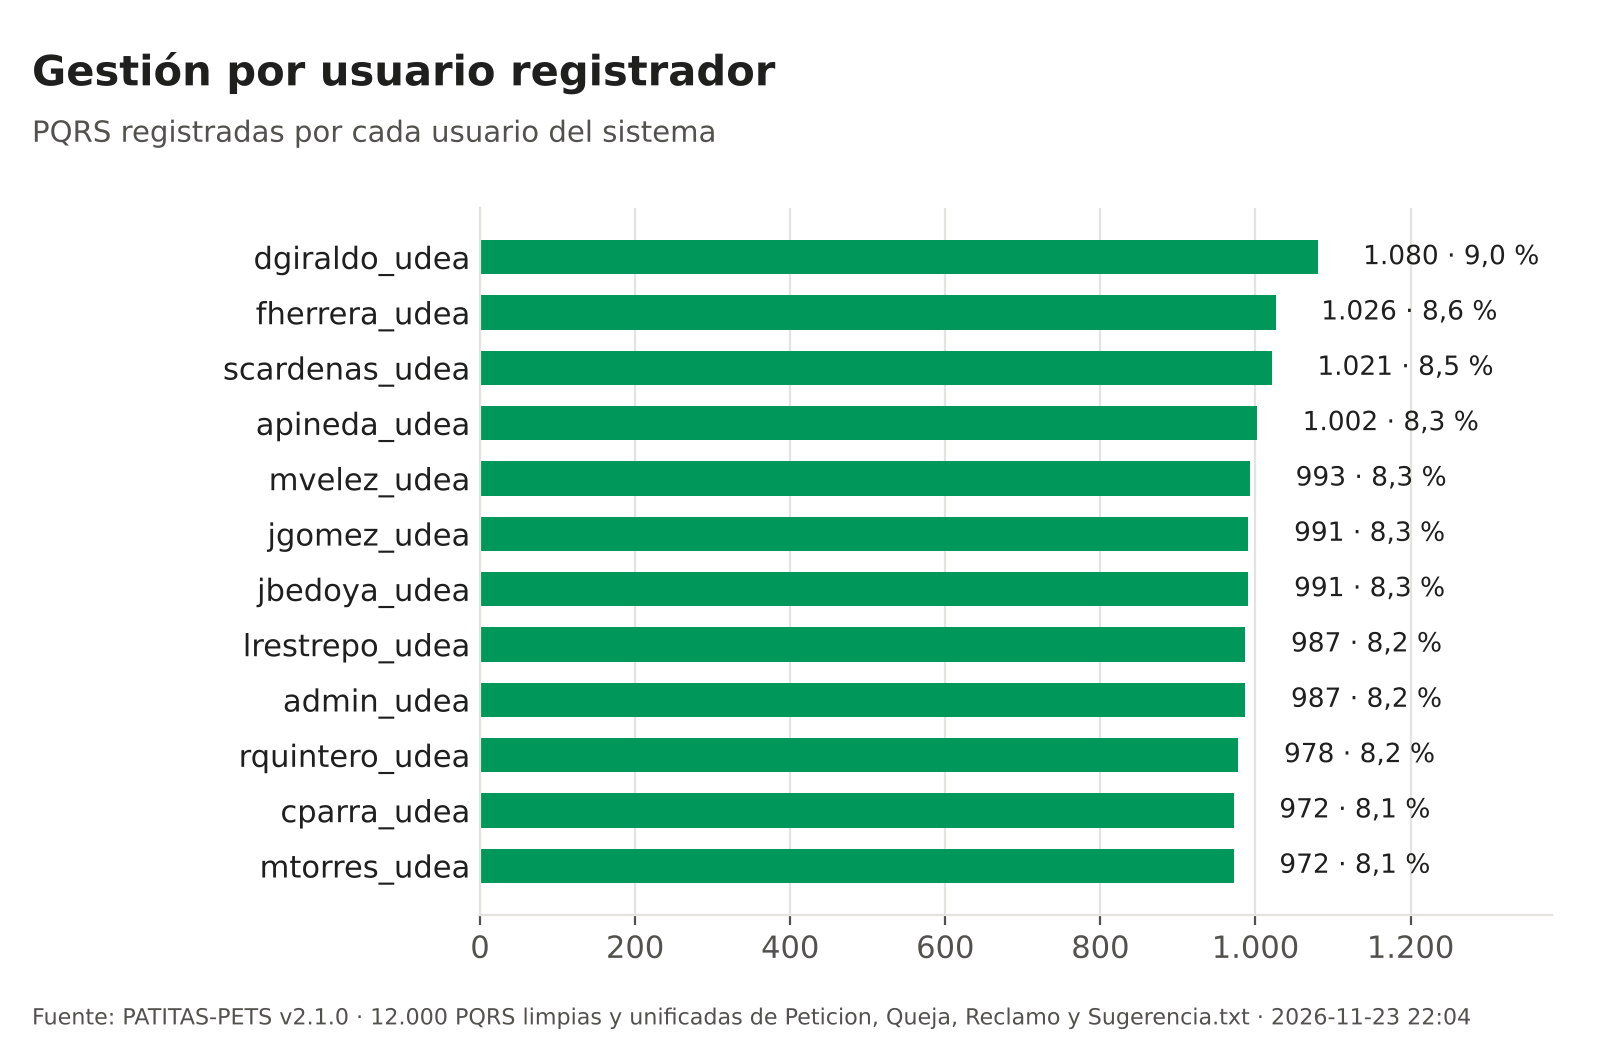 Gestión por usuario registrador
PQRS registradas por cada usuario del sistema
dgiraldo_udea 1.080 · 9,0 %
fherrera_udea 1.026 · 8,6 %
scardenas_udea 1.021 · 8,5 %
apineda_udea 1.002 · 8,3 %
mvelez_udea 993 · 8,3 %
jgomez_udea 991 · 8,3 %
jbedoya_udea 991 · 8,3 %
lrestrepo_udea 987 · 8,2 %
admin_udea 987 · 8,2 %
rquintero_udea 978 · 8,2 %
cparra_udea 972 · 8,1 %
mtorres_udea 972 · 8,1 %
0 200 400 600 800 1.000 1.200
Fuente: PATITAS-PETS v2.1.0 · 12.000 PQRS limpias y unificadas de Peticion, Queja, Reclamo y Sugerencia.txt · 2026-11-23 22:04